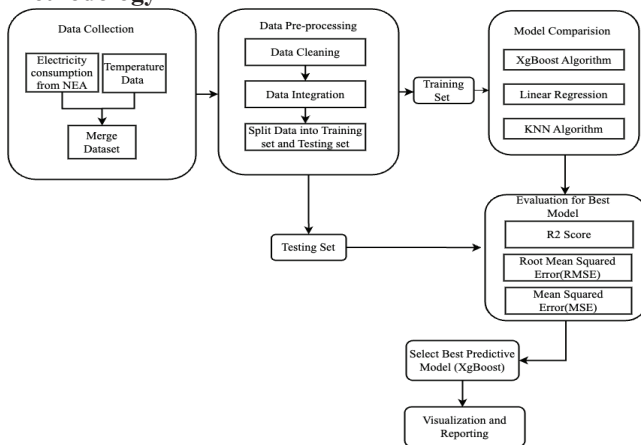 Data Collection
Electricity
consumption
from NEA
Temperature
Data
Merge
Dataset
Data Pre-processing
Data Cleaning
Data Integration
Split Data into Training
set and Testing set
Training
Set
Model Comparision
XgBoost Algorithm
Linear Regression
KNN Algorithm
Testing Set
Evaluation for Best
Model
R2 Score
Root Mean Squared
Error(RMSE)
Mean Squared
Error(MSE)
Select Best Predictive
Model (XgBoost)
Visualization and
Reporting